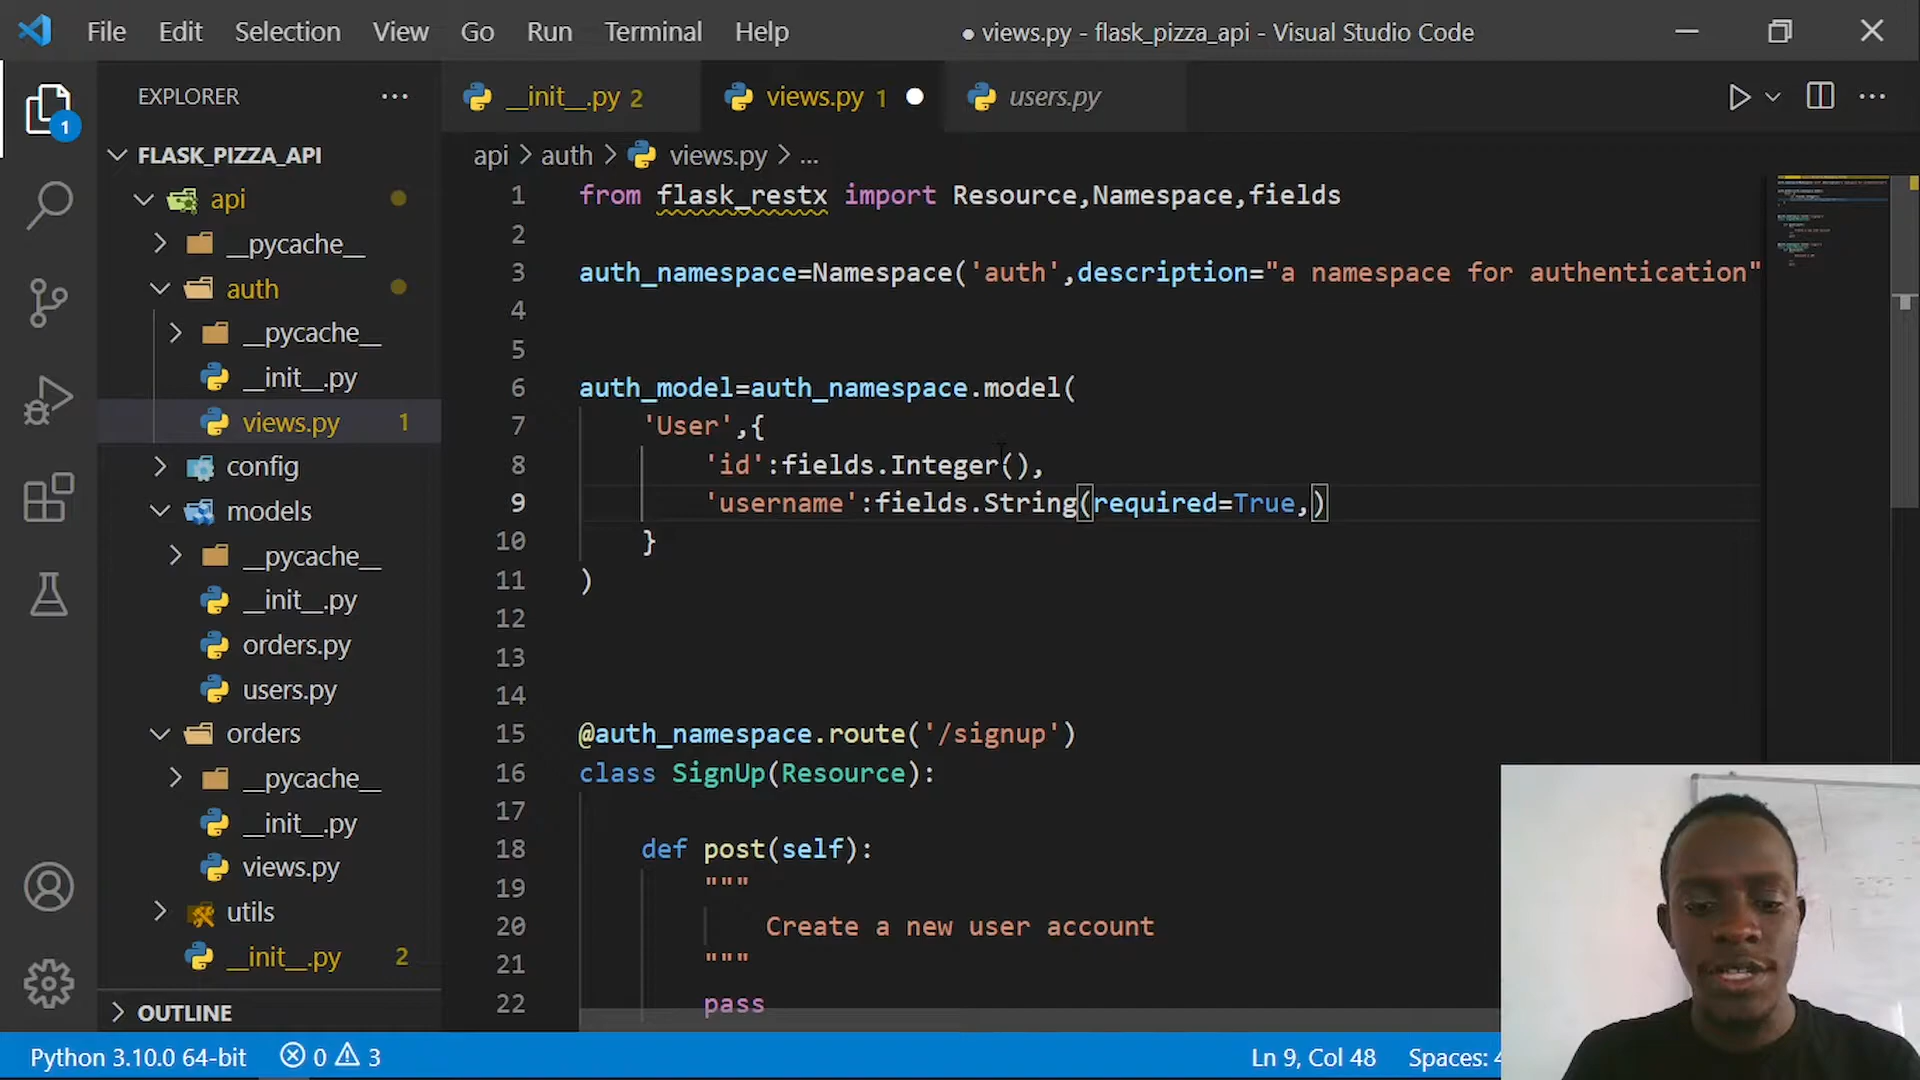 File Edit Selection View Go Run Terminal Help ● views.py - flask_pizza_api - Visual Studio Code
EXPLORER ...
__init__.py 2 views.py 1 users.py
1
FLASK_PIZZA_API
api
__pycache__
auth
__pycache__
__init__.py
views.py 1
config
models
__pycache__
__init__.py
orders.py
users.py
orders
__pycache__
__init__.py
views.py
utils
__init__.py 2
OUTLINE
api > auth > views.py > ...
1 from flask_restx import Resource,Namespace,fields
2
3 auth_namespace=Namespace('auth',description="a namespace for authentication"
4
5
6 auth_model=auth_namespace.model(
7 'User',{
8 'id':fields.Integer(),
9 'username':fields.String(required=True,)
10 }
11 )
12
13
14
15 @auth_namespace.route('/signup')
16 class SignUp(Resource):
17
18 def post(self):
19 """
20 Create a new user account
21 """
22 pass
Python 3.10.0 64-bit 0 3 Ln 9, Col 48 Spaces: 4